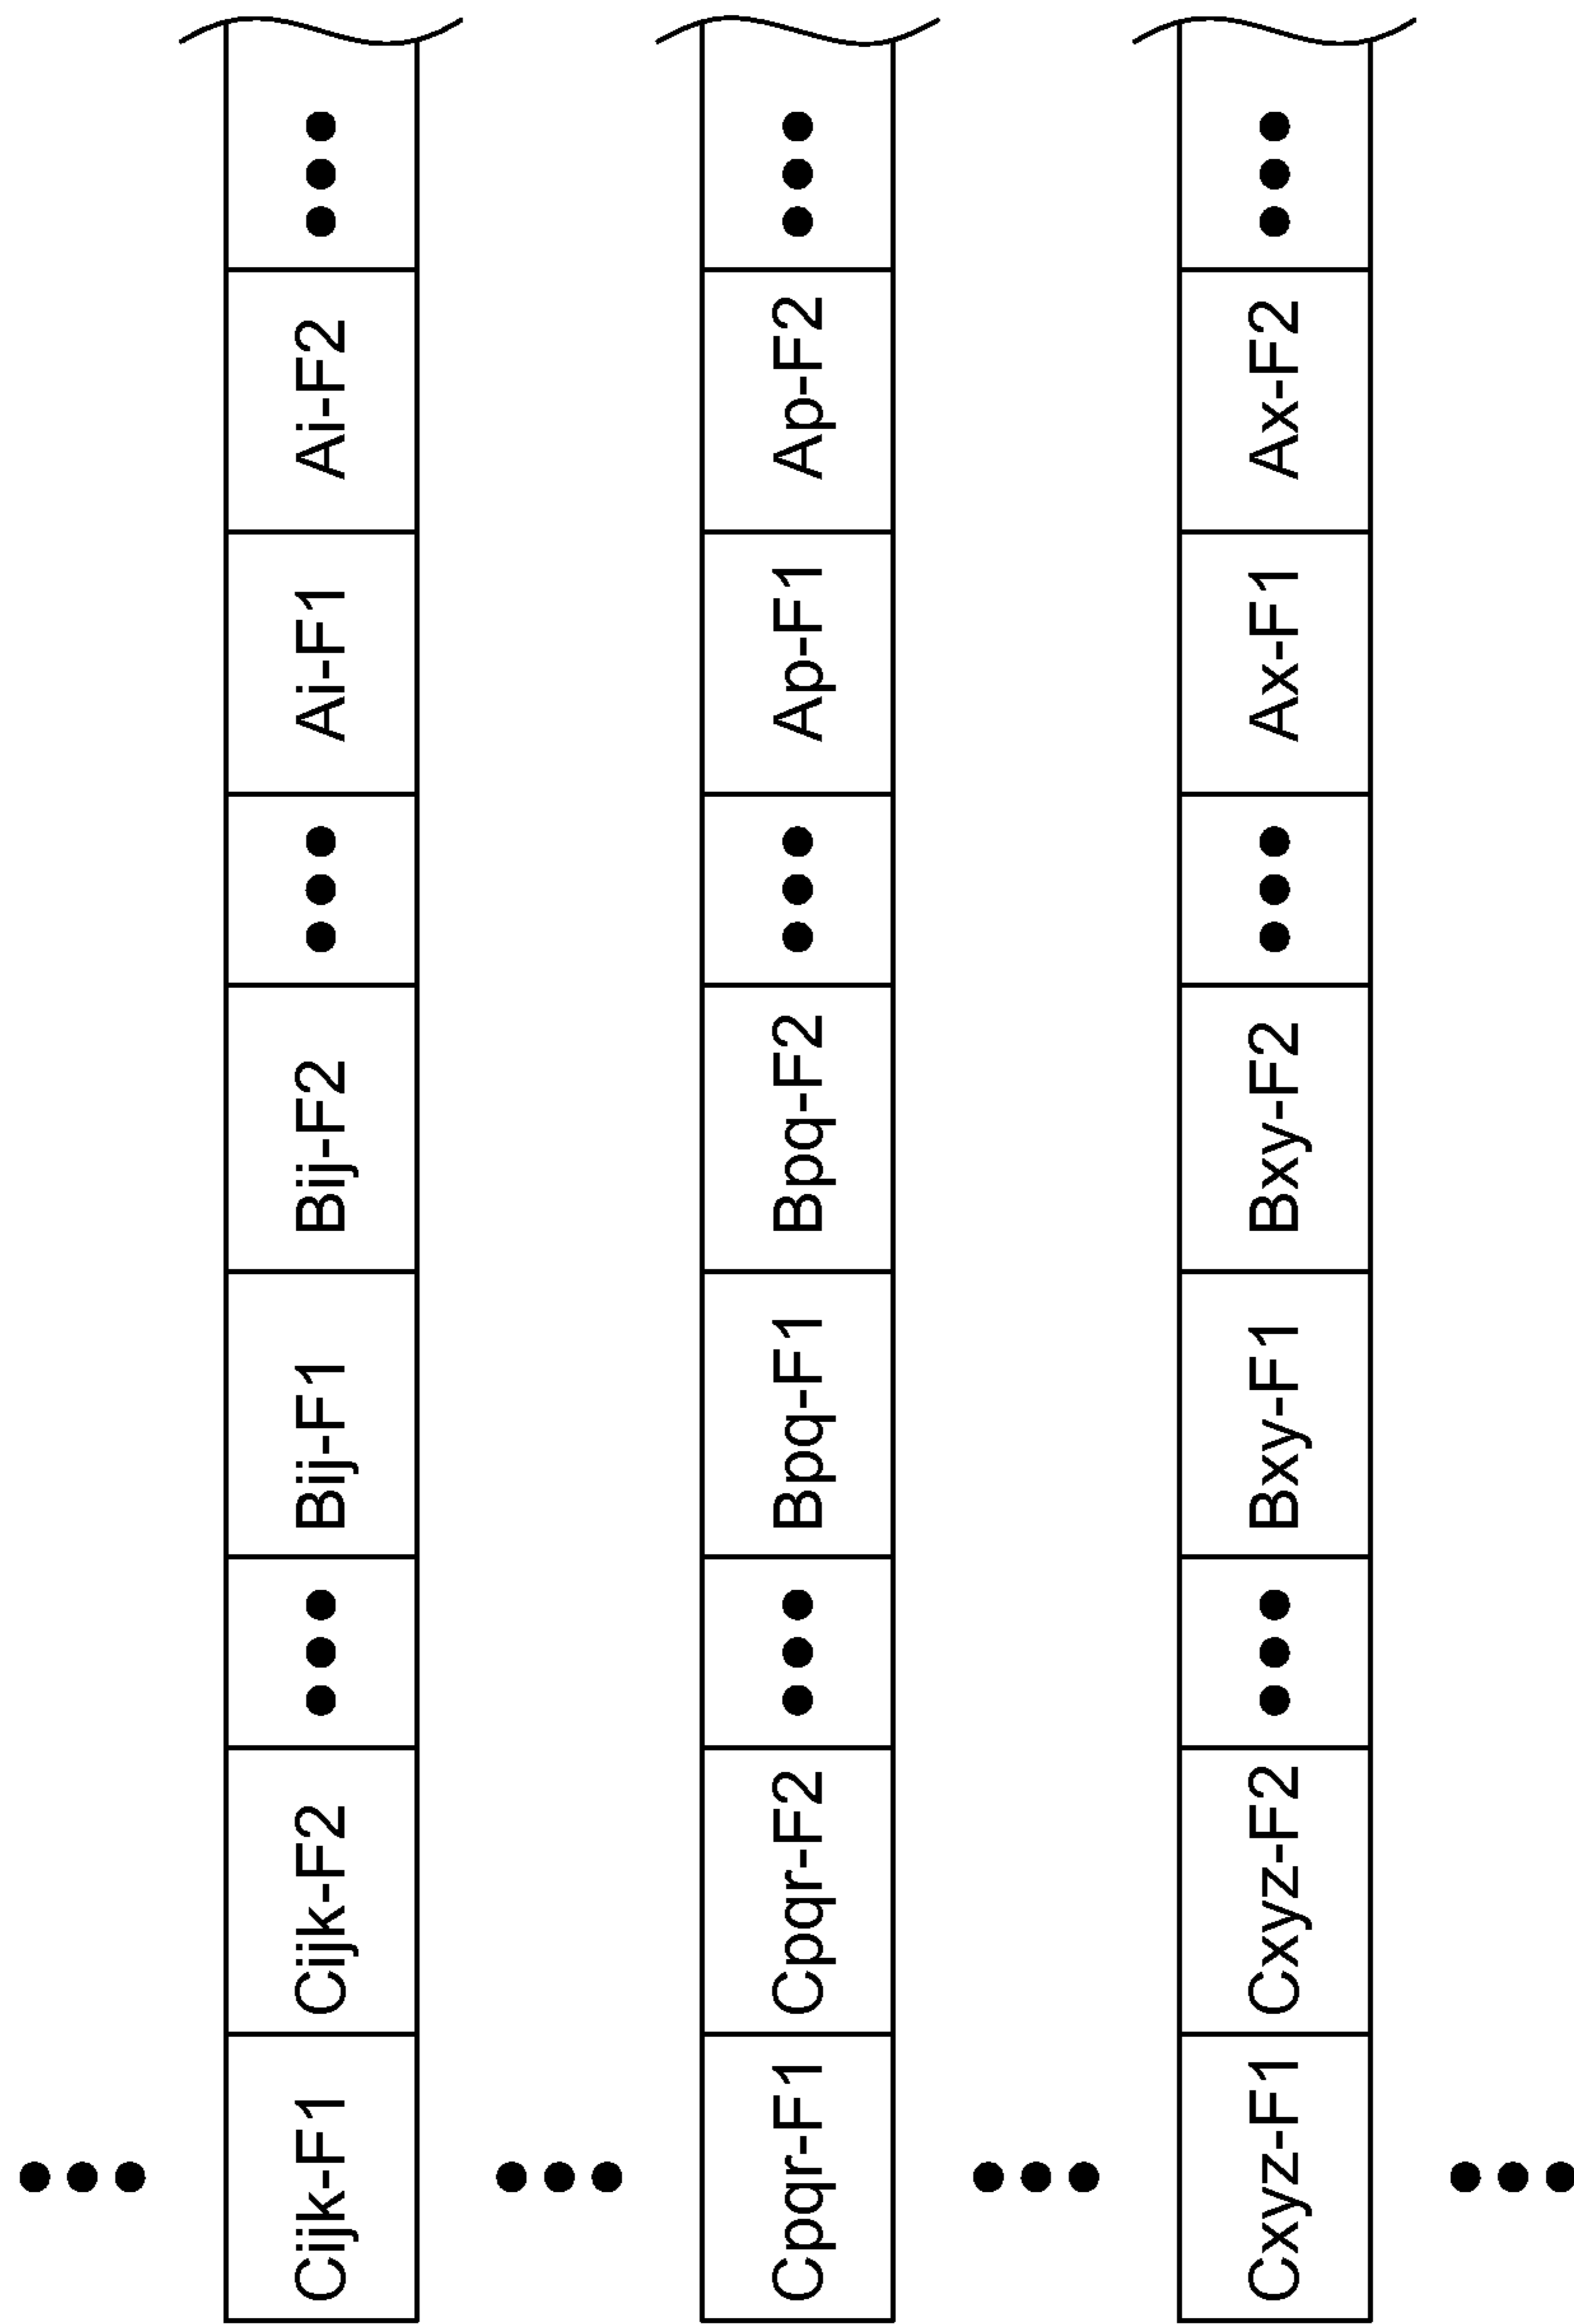 Cijk-F1 Cijk-F2 ••• Bij-F1 Bij-F2 ••• Ai-F1 Ai-F2 •••
Cpqr-F1 Cpqr-F2 ••• Bpq-F1 Bpq-F2 ••• Ap-F1 Ap-F2 •••
Cxyz-F1 Cxyz-F2 ••• Bxy-F1 Bxy-F2 ••• Ax-F1 Ax-F2 •••